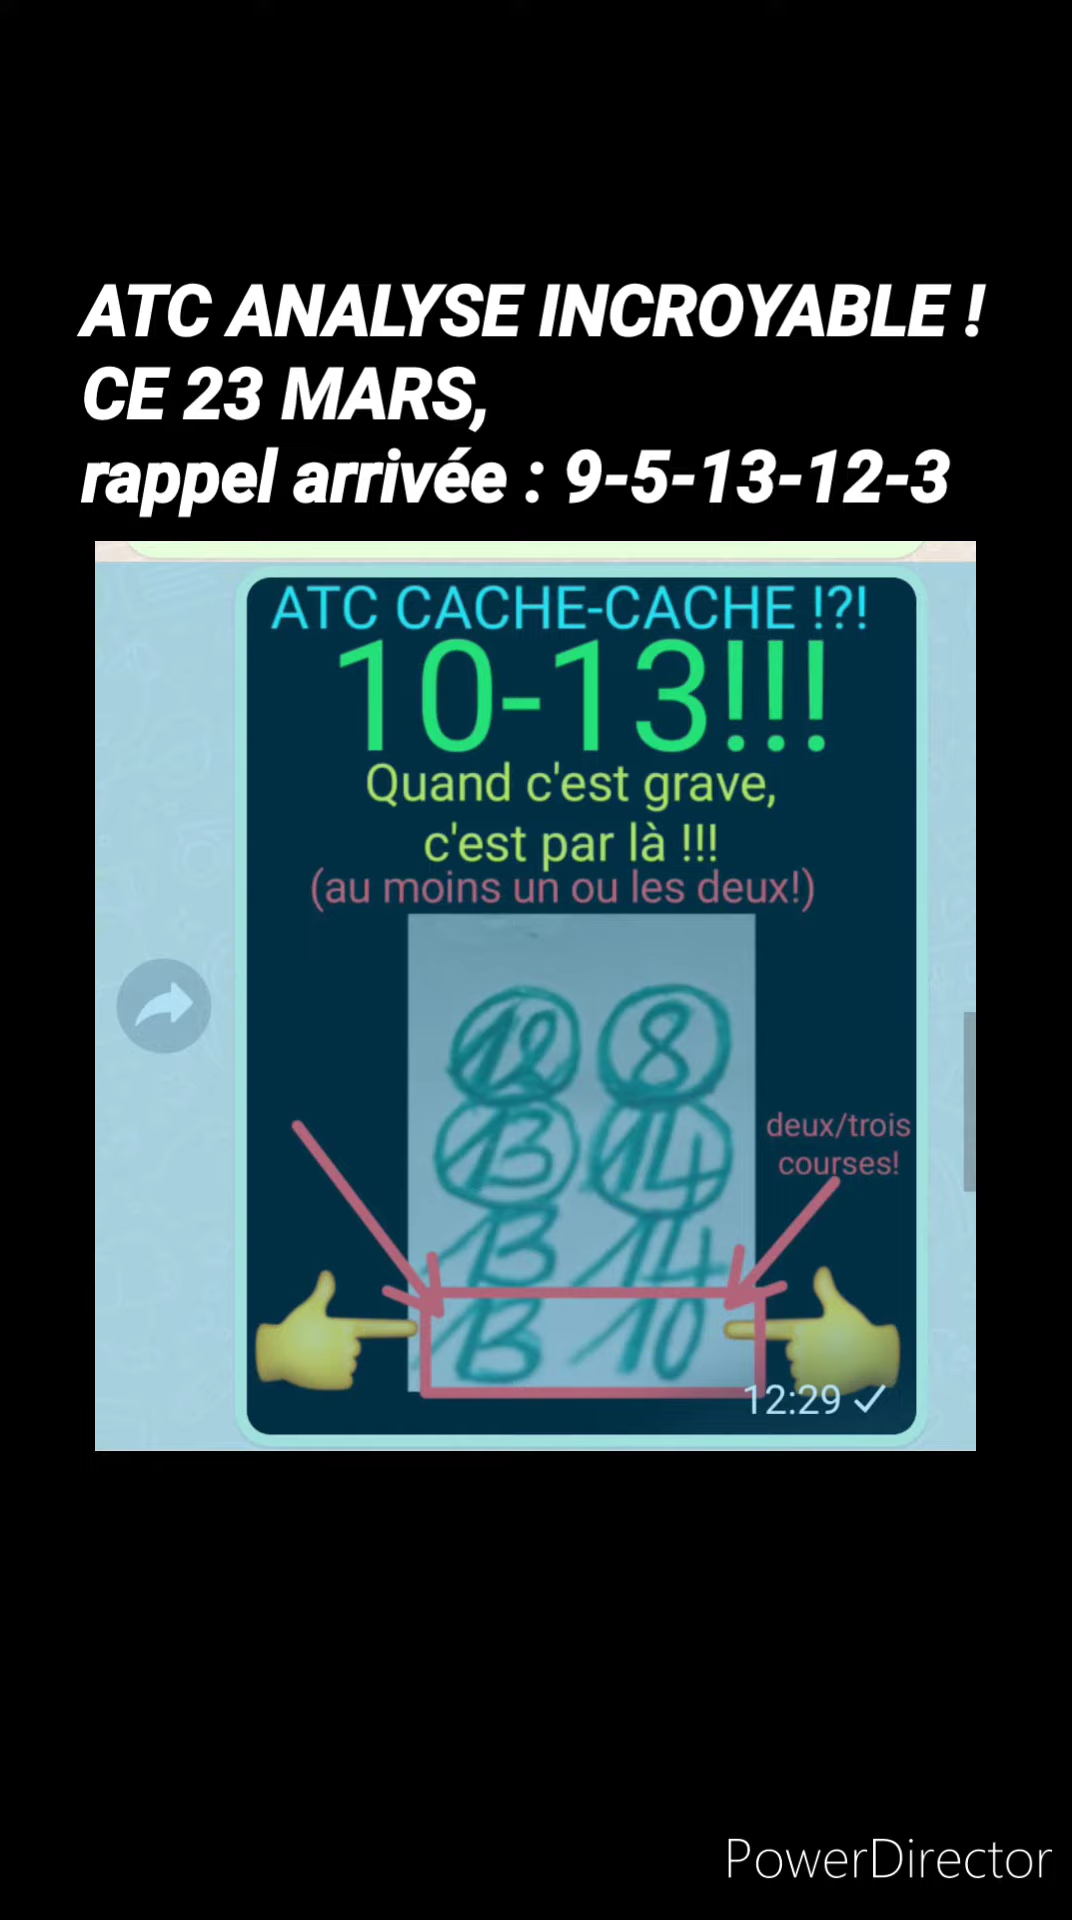 ATC ANALYSE INCROYABLE !
CE 23 MARS,
rappel arrivée : 9-5-13-12-3
ATC CACHE-CACHE !?!
10-13!!!
Quand c'est grave,
c'est par là !!!
(au moins un ou les deux!)
12 8
13 14
deux/trois
courses!
13 14
13 10
12:29
PowerDirector